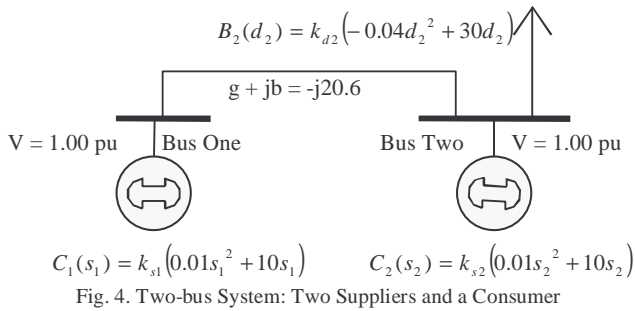 B₂(d₂) = k_d2(− 0.04d₂² + 30d₂)
g + jb = -j20.6
V = 1.00 pu Bus One Bus Two V = 1.00 pu
C₁(s₁) = k_s1(0.01s₁² + 10s₁) C₂(s₂) = k_s2(0.01s₂² + 10s₂)
Fig. 4. Two-bus System: Two Suppliers and a Consumer